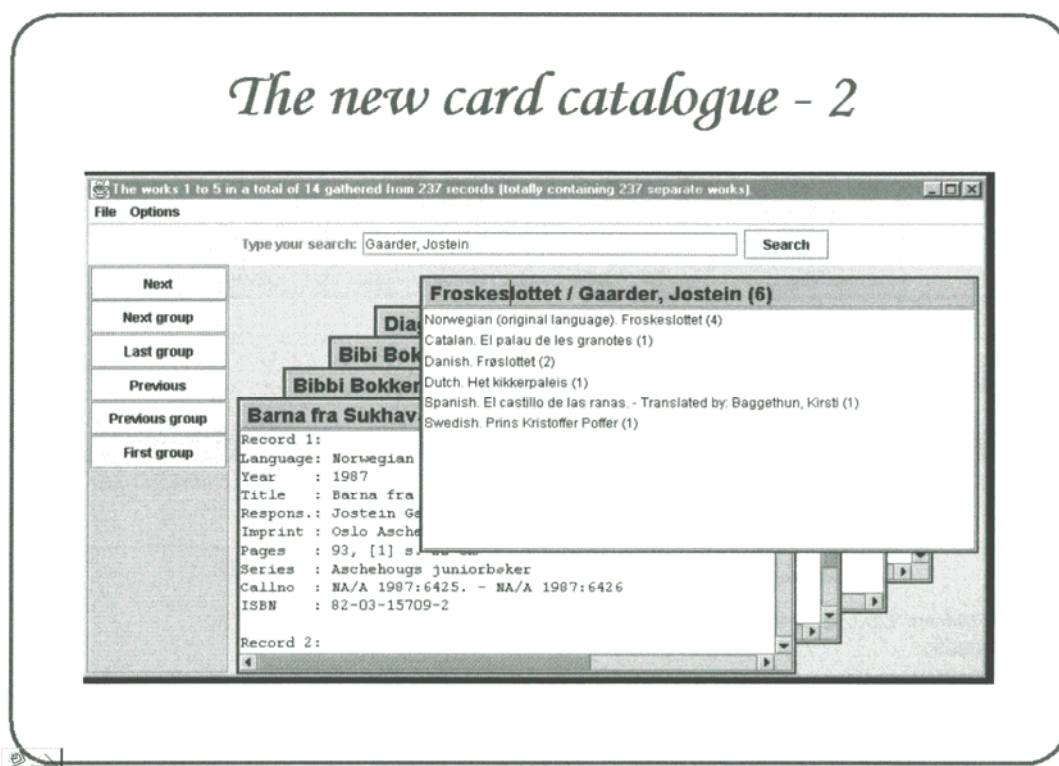 The new card catalogue - 2
The works 1 to 5 in a total of 14 gathered from 237 records (totally containing 237 separate works).
File Options
Type your search: Gaarder, Jostein Search
Next
Next group
Last group
Previous
Previous group
First group
Froskeslottet / Gaarder, Jostein (6)
Norwegian (original language). Froskeslottet (4)
Catalan. El palau de les granotes (1)
Danish. Frøslottet (2)
Dutch. Het kikkerpaleis (1)
Spanish. El castillo de las ranas. - Translated by: Baggethun, Kirsti (1)
Swedish. Prins Kristoffer Poffer (1)
Diag
Bibi Bok
Bibbi Bokker
Barna fra Sukhav
Record 1:
Language: Norwegian
Year : 1987
Title : Barna fra
Respons.: Jostein Ga
Imprint : Oslo Asche
Pages : 93, [1] s.
Series : Aschehougs juniorbøker
Callno : NA/A 1987:6425. - NA/A 1987:6426
ISBN : 82-03-15709-2
Record 2: